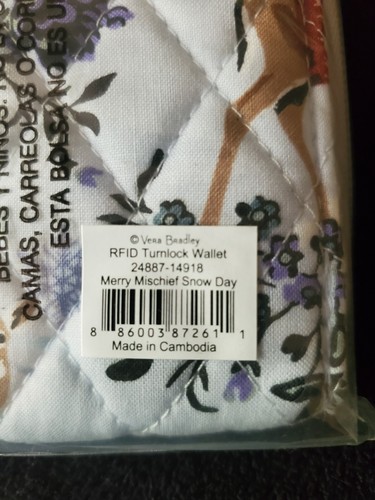 BEBES Y NIÑOS. NO
CAMAS, CARREOLAS O
ESTA BOLSA NO ES U
© Vera Bradley
RFID Turnlock Wallet
24887-14918
Merry Mischief Snow Day
8 86003 87261 1
Made in Cambodia